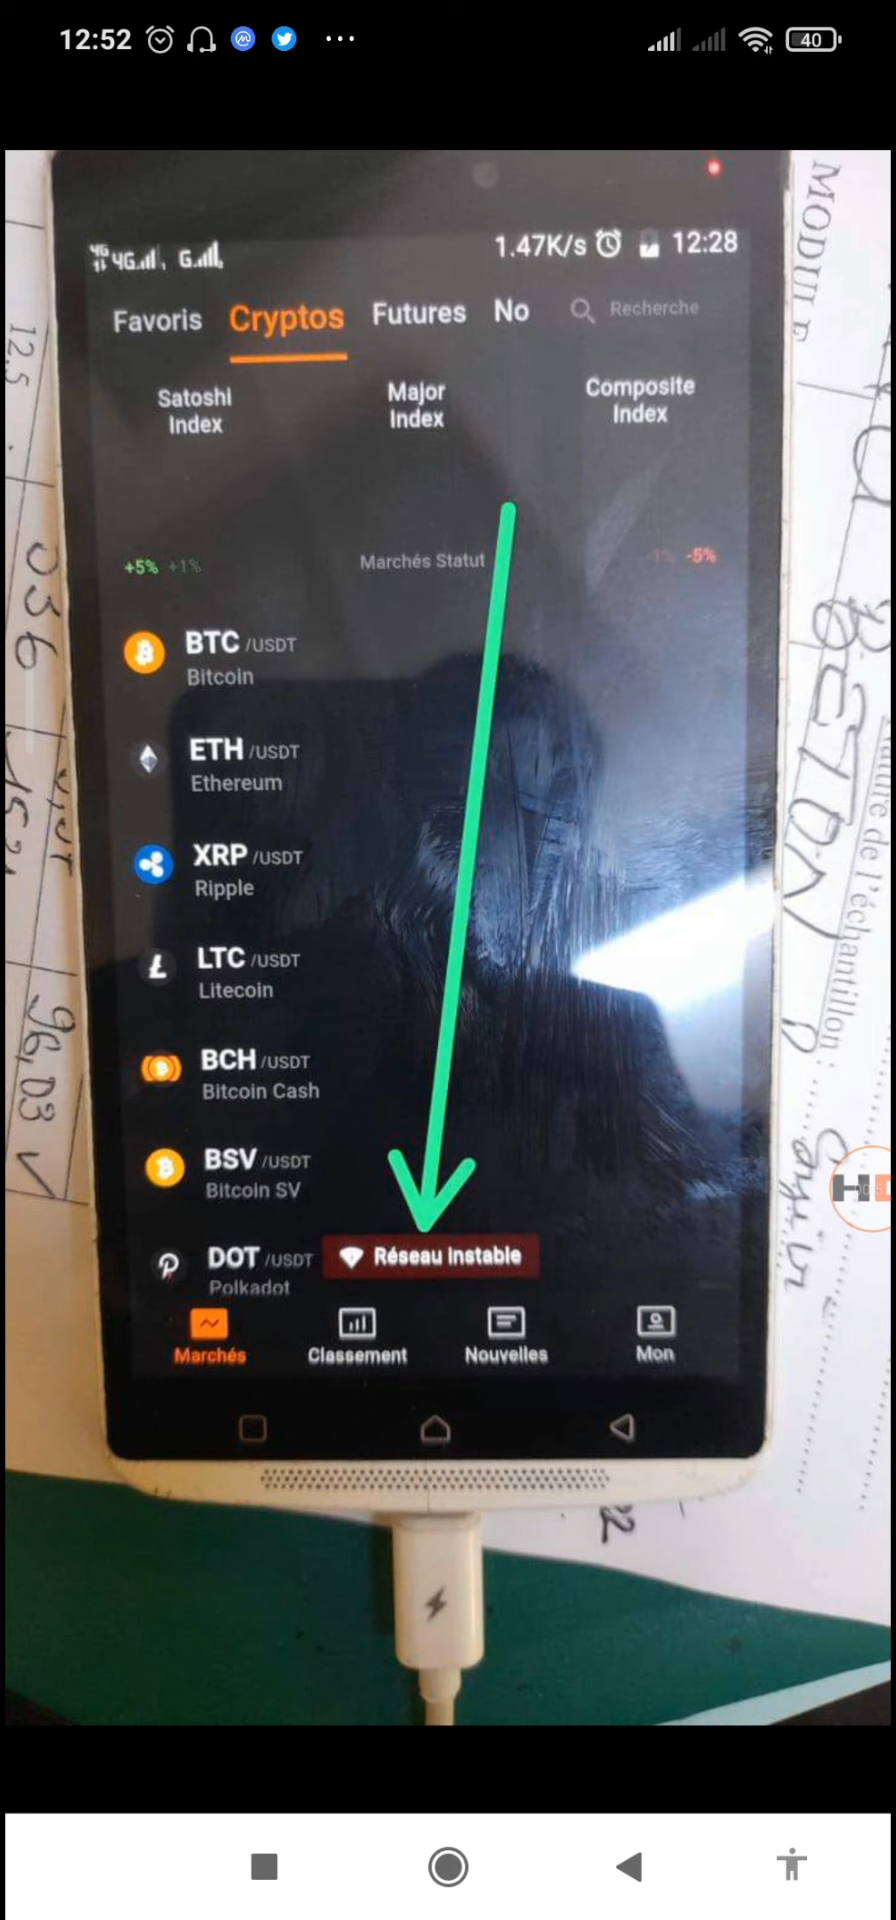 12:52
40
MODULE
4G 4G G
1.47K/s 12:28
Favoris Cryptos Futures No Recherche
12,5
Satoshi Index
Major Index
Composite Index
+5% +1% Marchés Statut -1% -5%
036
BTC /USDT
Bitcoin
BETON
ETH /USDT
Ethereum
XRP /USDT
Ripple
de l'échantillon :
LTC /USDT
Litecoin
96,03
BCH /USDT
Bitcoin Cash
BSV /USDT
Bitcoin SV
DOT /USDT Réseau Instable
Polkadot
Marchés Classement Nouvelles Mon